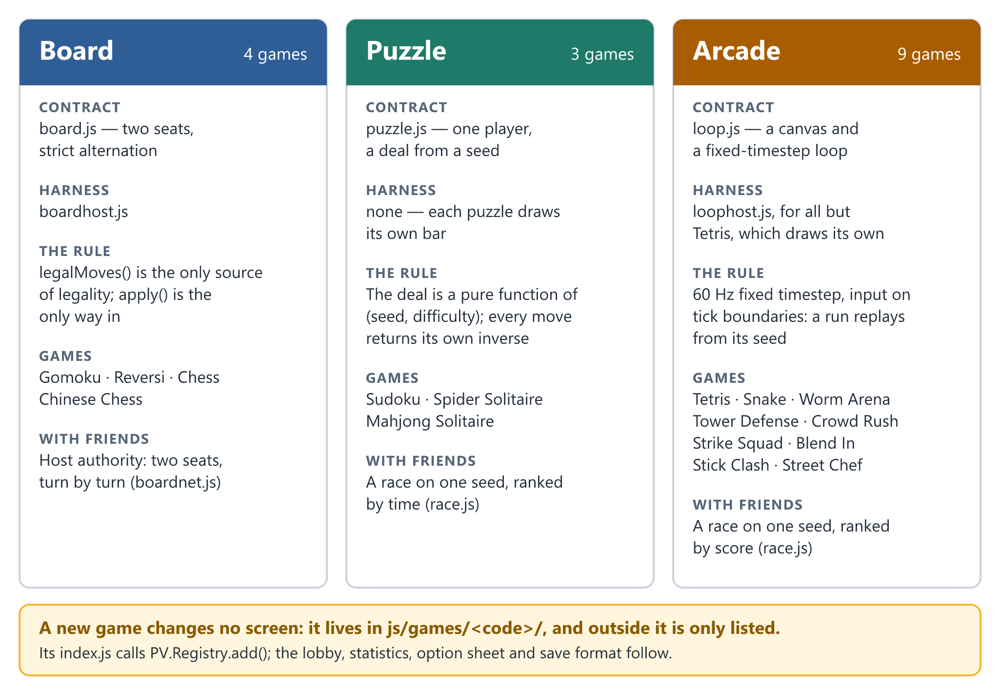 Board
4 games
CONTRACT
board.js — two seats,
strict alternation
HARNESS
boardhost.js
THE RULE
legalMoves() is the only source
of legality; apply() is the
only way in
GAMES
Gomoku · Reversi · Chess
Chinese Chess
WITH FRIENDS
Host authority: two seats,
turn by turn (boardnet.js)
Puzzle
3 games
CONTRACT
puzzle.js — one player,
a deal from a seed
HARNESS
none — each puzzle draws
its own bar
THE RULE
The deal is a pure function of
(seed, difficulty); every move
returns its own inverse
GAMES
Sudoku · Spider Solitaire
Mahjong Solitaire
WITH FRIENDS
A race on one seed, ranked
by time (race.js)
Arcade
9 games
CONTRACT
loop.js — a canvas and
a fixed-timestep loop
HARNESS
loophost.js, for all but
Tetris, which draws its own
THE RULE
60 Hz fixed timestep, input on
tick boundaries: a run replays
from its seed
GAMES
Tetris · Snake · Worm Arena
Tower Defense · Crowd Rush
Strike Squad · Blend In
Stick Clash · Street Chef
WITH FRIENDS
A race on one seed, ranked
by score (race.js)
A new game changes no screen: it lives in js/games/<code>/, and outside it is only listed.
Its index.js calls PV.Registry.add(); the lobby, statistics, option sheet and save format follow.